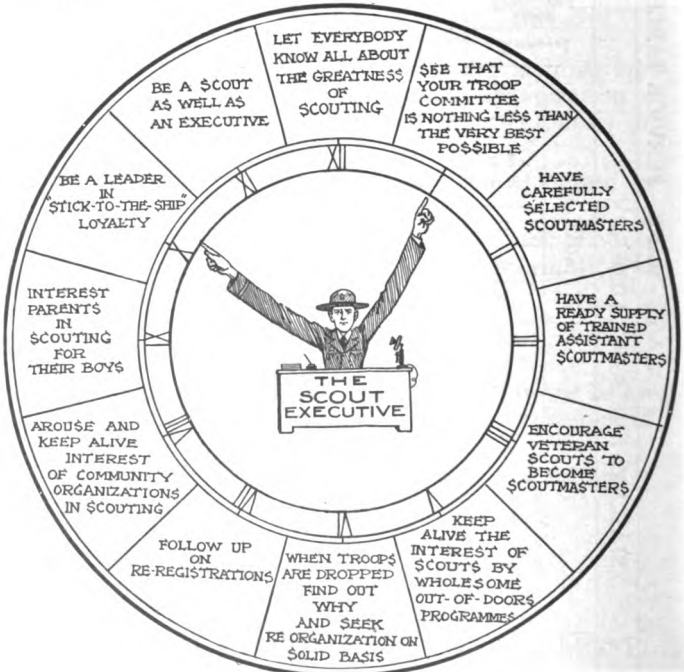 LET EVERYBODY
KNOW ALL ABOUT
THE GREATNESS
OF
SCOUTING
SEE THAT
YOUR TROOP
COMMITTEE
IS NOTHING LESS THAN
THE VERY BEST
POSSIBLE
HAVE
CAREFULLY
SELECTED
SCOUTMASTERS
HAVE A
READY SUPPLY
OF TRAINED
ASSISTANT
SCOUTMASTERS
ENCOURAGE
VETERAN
SCOUTS TO
BECOME
SCOUTMASTERS
KEEP
ALIVE THE
INTEREST OF
SCOUTS BY
WHOLESOME
OUT-OF-DOORS
PROGRAMMES
WHEN TROOPS
ARE DROPPED
FIND OUT
WHY
AND SEEK
RE ORGANIZATION ON
SOLID BASIS
FOLLOW UP
ON
RE-REGISTRATIONS
AROUSE AND
KEEP ALIVE
INTEREST
OF COMMUNITY
ORGANIZATIONS
IN SCOUTING
INTEREST
PARENTS
IN
SCOUTING
FOR
THEIR BOYS
BE A LEADER
IN
"STICK-TO-THE-SHIP"
LOYALTY
BE A SCOUT
AS WELL AS
AN EXECUTIVE
THE
SCOUT
EXECUTIVE